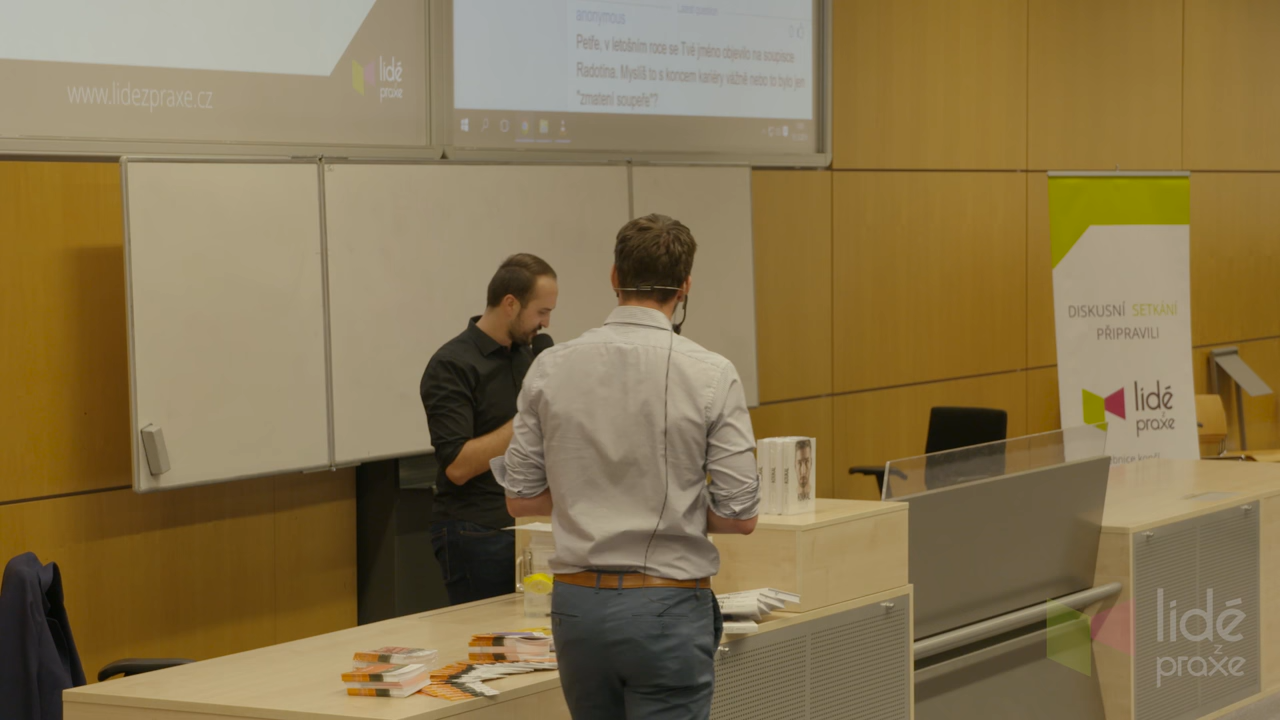 www.lidezpraxe.cz
lidé
z
praxe
anonymous
Petře, v letošním roce se Tvé jméno objevilo na soupisce
Radotína. Myslíš to s koncem kariéry vážně nebo to bylo jen
"zmatení soupeře"?
DISKUSNÍ SETKÁNÍ
PŘIPRAVILI
lidé
z
praxe
lidé
z
praxe